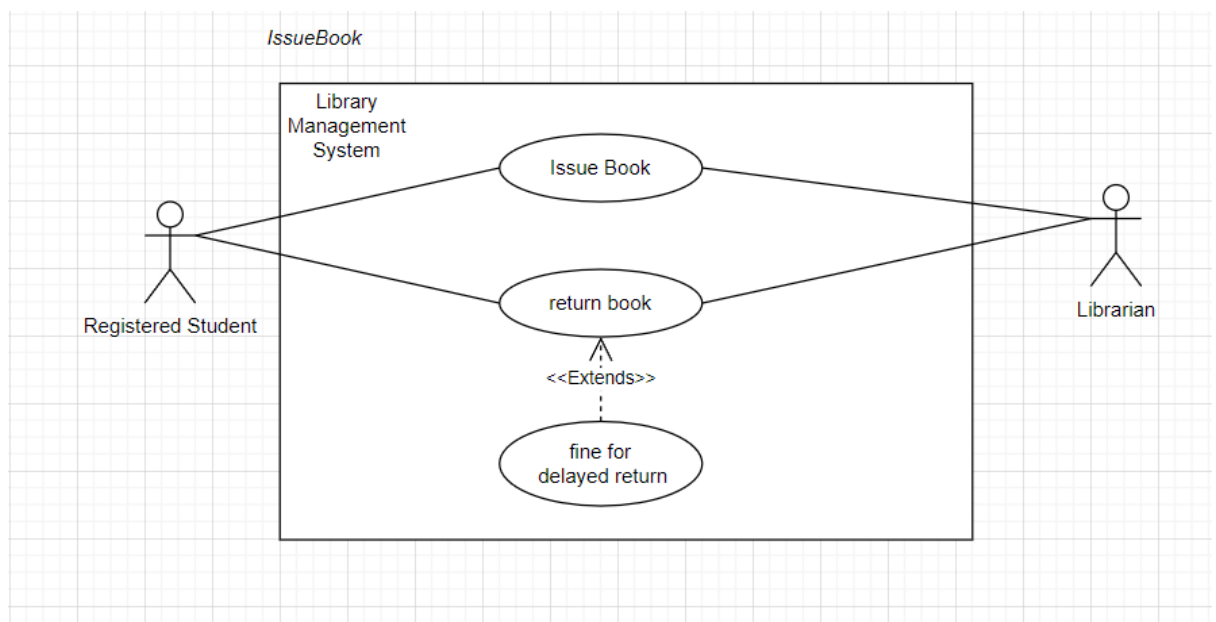 IssueBook
Library
Management
System
Issue Book
return book
Registered Student
Librarian
<<Extends>>
fine for
delayed return